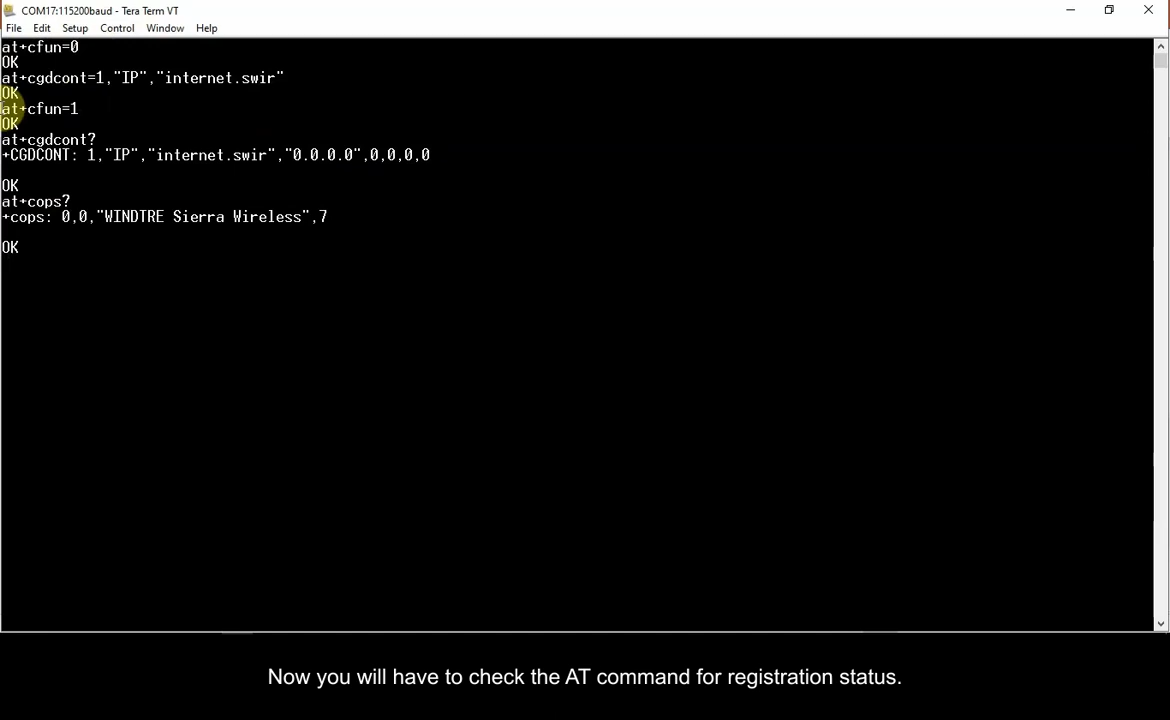 COM17:115200baud - Tera Term VT
File Edit Setup Control Window Help
at+cfun=0
OK
at+cgdcont=1,"IP","internet.swir"
OK
at+cfun=1
OK
at+cgdcont?
+CGDCONT: 1,"IP","internet.swir","0.0.0.0",0,0,0,0
OK
at+cops?
+cops: 0,0,"WINDTRE Sierra Wireless",7
OK
Now you will have to check the AT command for registration status.